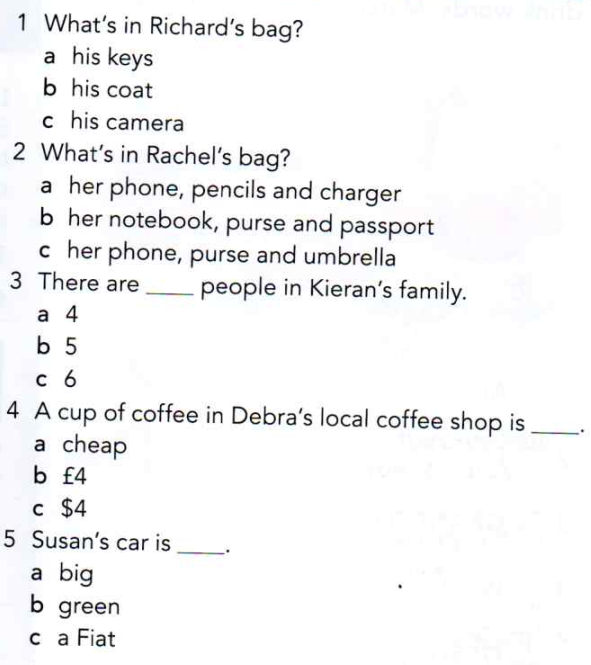 1 What's in Richard's bag?
a his keys
b his coat
c his camera
2 What's in Rachel's bag?
a her phone, pencils and charger
b her notebook, purse and passport
c her phone, purse and umbrella
3 There are ____ people in Kieran's family.
a 4
b 5
c 6
4 A cup of coffee in Debra's local coffee shop is ____.
a cheap
b £4
c $4
5 Susan's car is ____.
a big
b green
c a Fiat